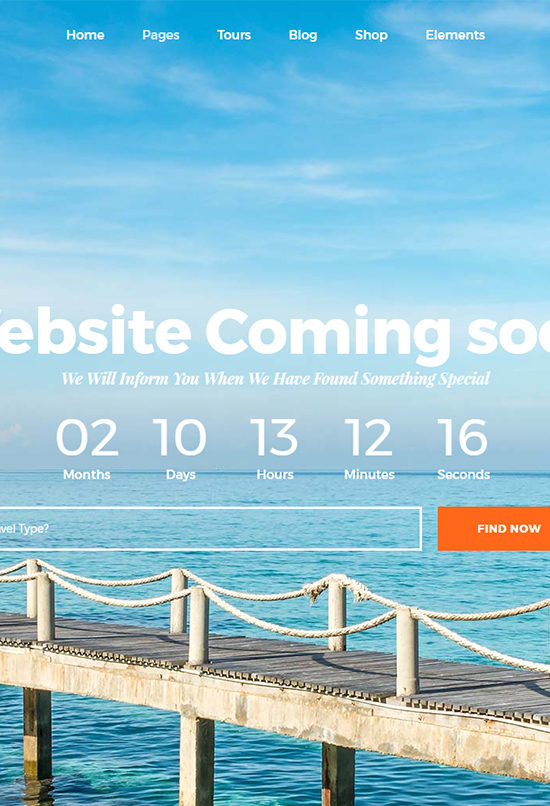 Home Pages Tours Blog Shop Elements
ebsite Coming soo
We Will Inform You When We Have Found Something Special
02 10 13 12 16
Months Days Hours Minutes Seconds
vel Type?
FIND NOW